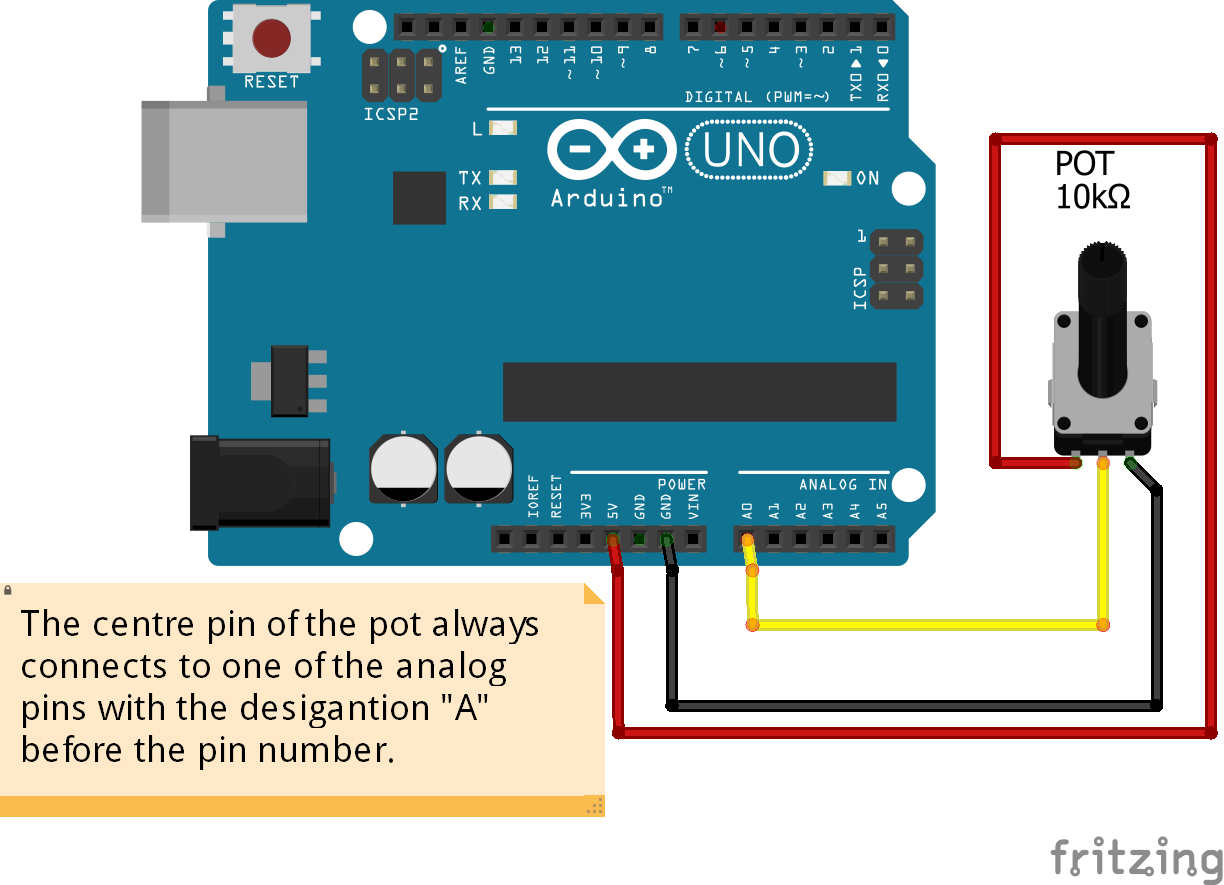 RESET
AREF
GND
13
12
~11
~10
~9
8
7
~6
~5
4
~3
2
TX0▶1
RX0◀0
ICSP2
DIGITAL (PWM=~)
L
TX
RX
UNO
ON
Arduino™
1
ICSP
POT
10kΩ
POWER
ANALOG IN
IOREF
RESET
3V3
5V
GND
GND
VIN
A0
A1
A2
A3
A4
A5
The centre pin of the pot always
connects to one of the analog
pins with the desigantion "A"
before the pin number.
fritzing